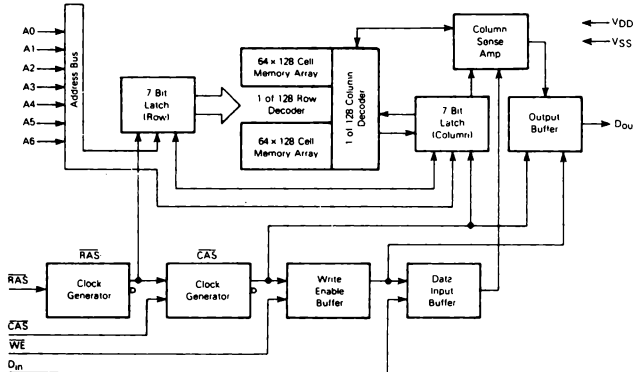 A0
A1
A2
A3
A4
A5
A6
Address Bus
7 Bit
Latch
(Row)
64 × 128 Cell
Memory Array
1 of 128 Row
Decoder
64 × 128 Cell
Memory Array
1 of 128 Column
Decoder
7 Bit
Latch
(Column)
Column
Sense
Amp
VDD
VSS
Output
Buffer
Dou
RAS
Clock
Generator
CAS
Clock
Generator
Write
Enable
Buffer
Data
Input
Buffer
RAS
CAS
WE
Din